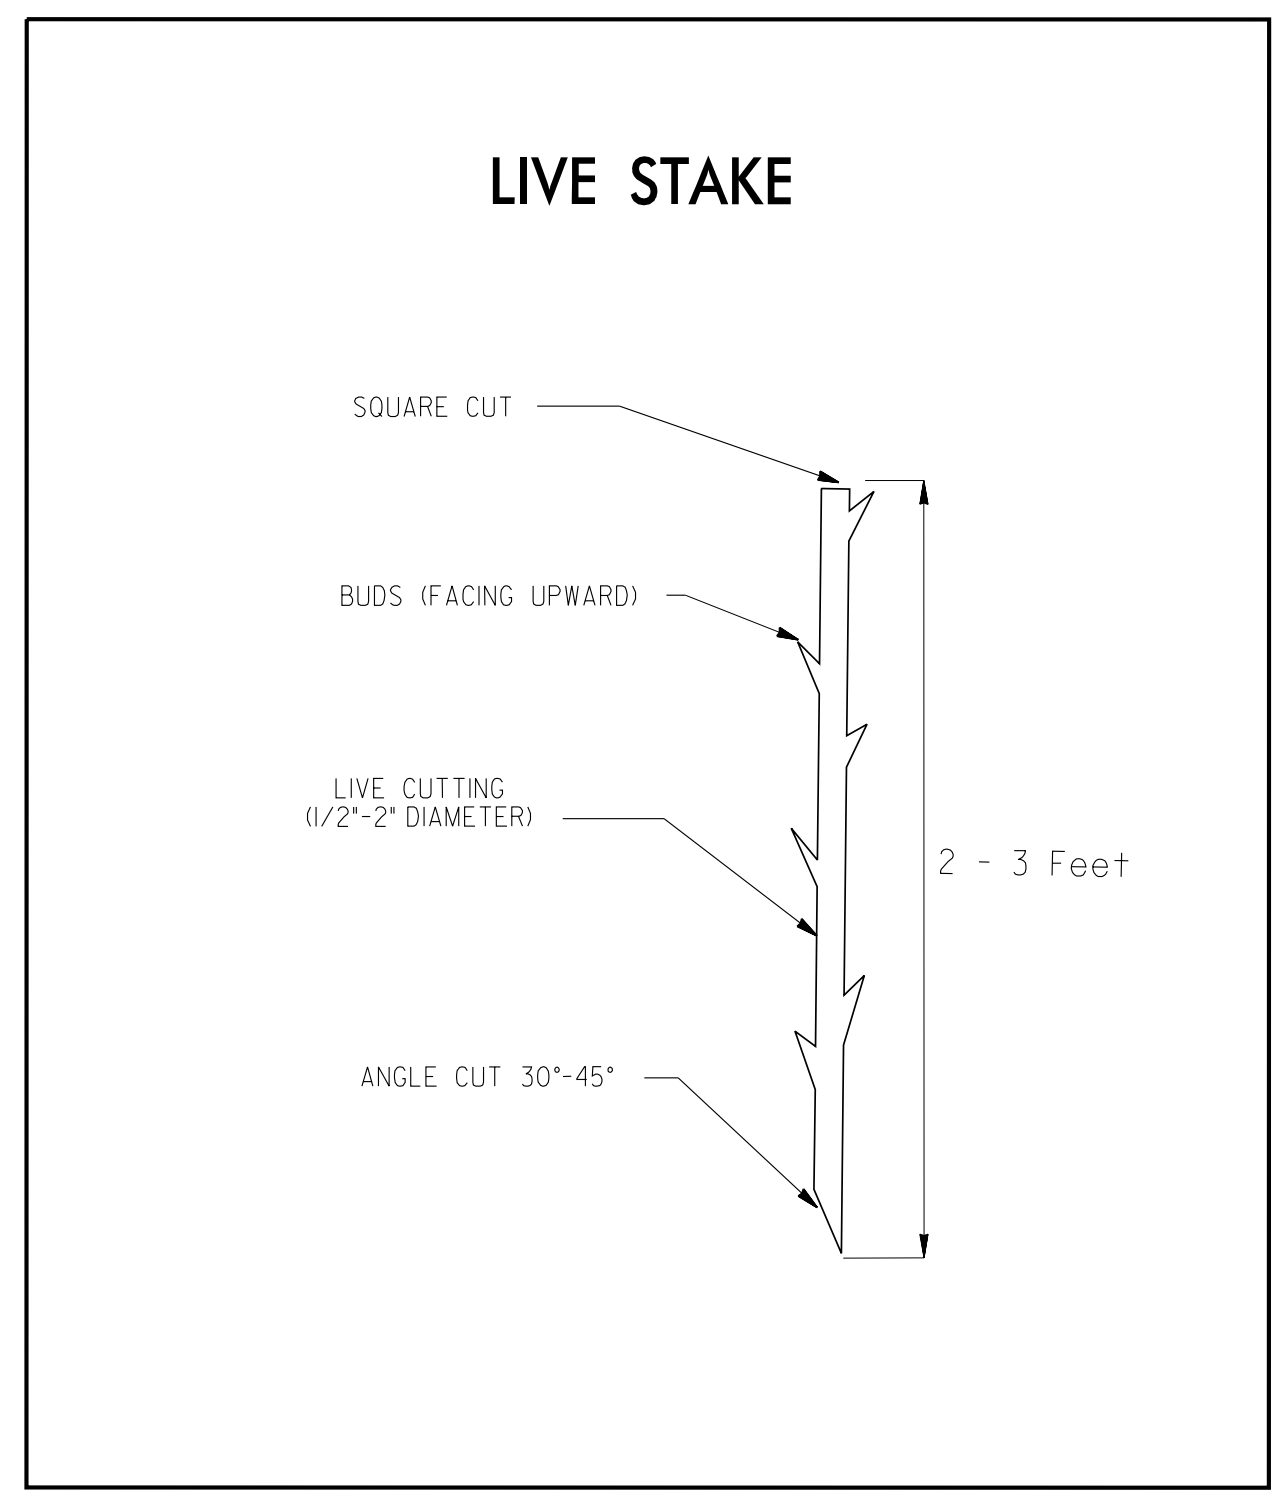 LIVE STAKE
SQUARE CUT
BUDS (FACING UPWARD)
LIVE CUTTING
(1/2"-2" DIAMETER)
2 - 3 Feet
ANGLE CUT 30°-45°